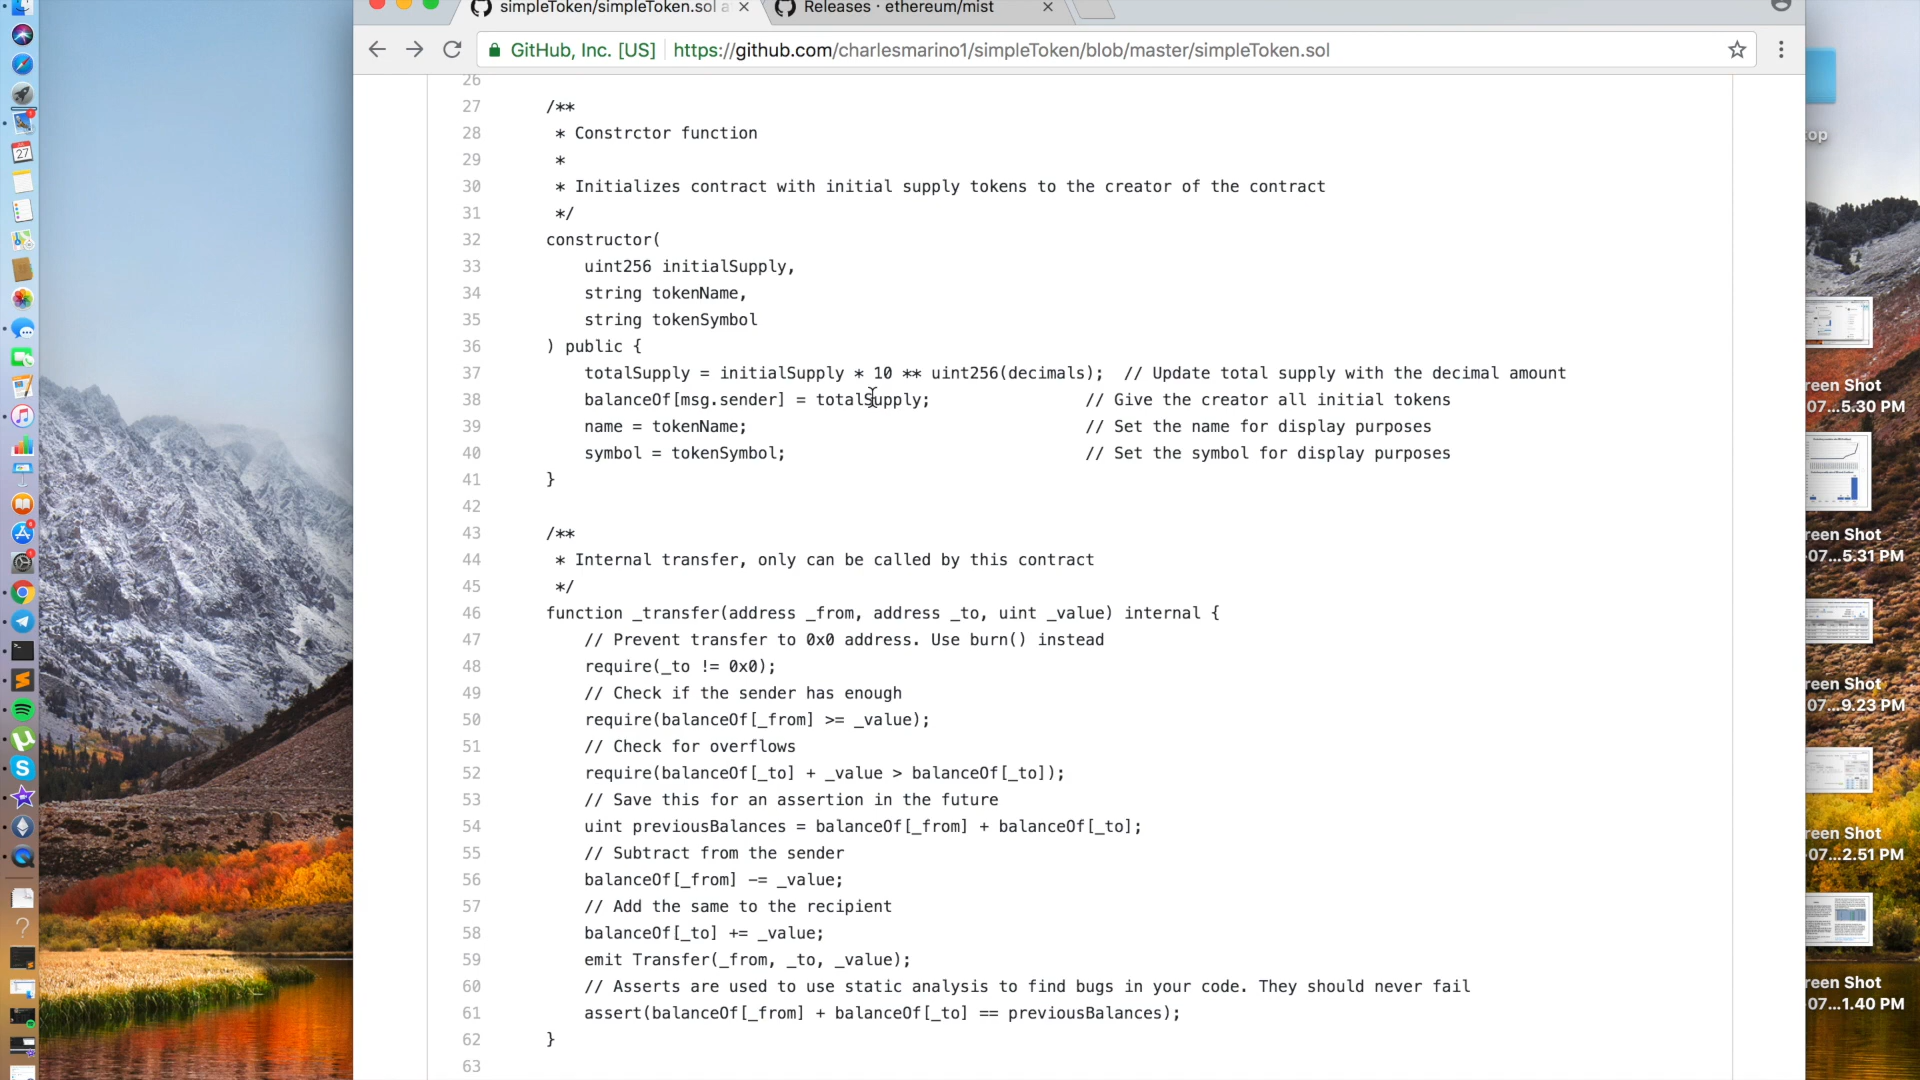 simpleToken/simpleToken.sol a
Releases · ethereum/mist
GitHub, Inc. [US] https://github.com/charlesmarino1/simpleToken/blob/master/simpleToken.sol
26
27 /**
28 * Constrctor function
29 *
30 * Initializes contract with initial supply tokens to the creator of the contract
31 */
32 constructor(
33 uint256 initialSupply,
34 string tokenName,
35 string tokenSymbol
36 ) public {
37 totalSupply = initialSupply * 10 ** uint256(decimals); // Update total supply with the decimal amount
38 balanceOf[msg.sender] = totalSupply; // Give the creator all initial tokens
39 name = tokenName; // Set the name for display purposes
40 symbol = tokenSymbol; // Set the symbol for display purposes
41 }
42
43 /**
44 * Internal transfer, only can be called by this contract
45 */
46 function _transfer(address _from, address _to, uint _value) internal {
47 // Prevent transfer to 0x0 address. Use burn() instead
48 require(_to != 0x0);
49 // Check if the sender has enough
50 require(balanceOf[_from] >= _value);
51 // Check for overflows
52 require(balanceOf[_to] + _value > balanceOf[_to]);
53 // Save this for an assertion in the future
54 uint previousBalances = balanceOf[_from] + balanceOf[_to];
55 // Subtract from the sender
56 balanceOf[_from] -= _value;
57 // Add the same to the recipient
58 balanceOf[_to] += _value;
59 emit Transfer(_from, _to, _value);
60 // Asserts are used to use static analysis to find bugs in your code. They should never fail
61 assert(balanceOf[_from] + balanceOf[_to] == previousBalances);
62 }
63
27
op
reen Shot
07...5.30 PM
reen Shot
07...5.31 PM
reen Shot
07...9.23 PM
reen Shot
07...2.51 PM
reen Shot
07...1.40 PM